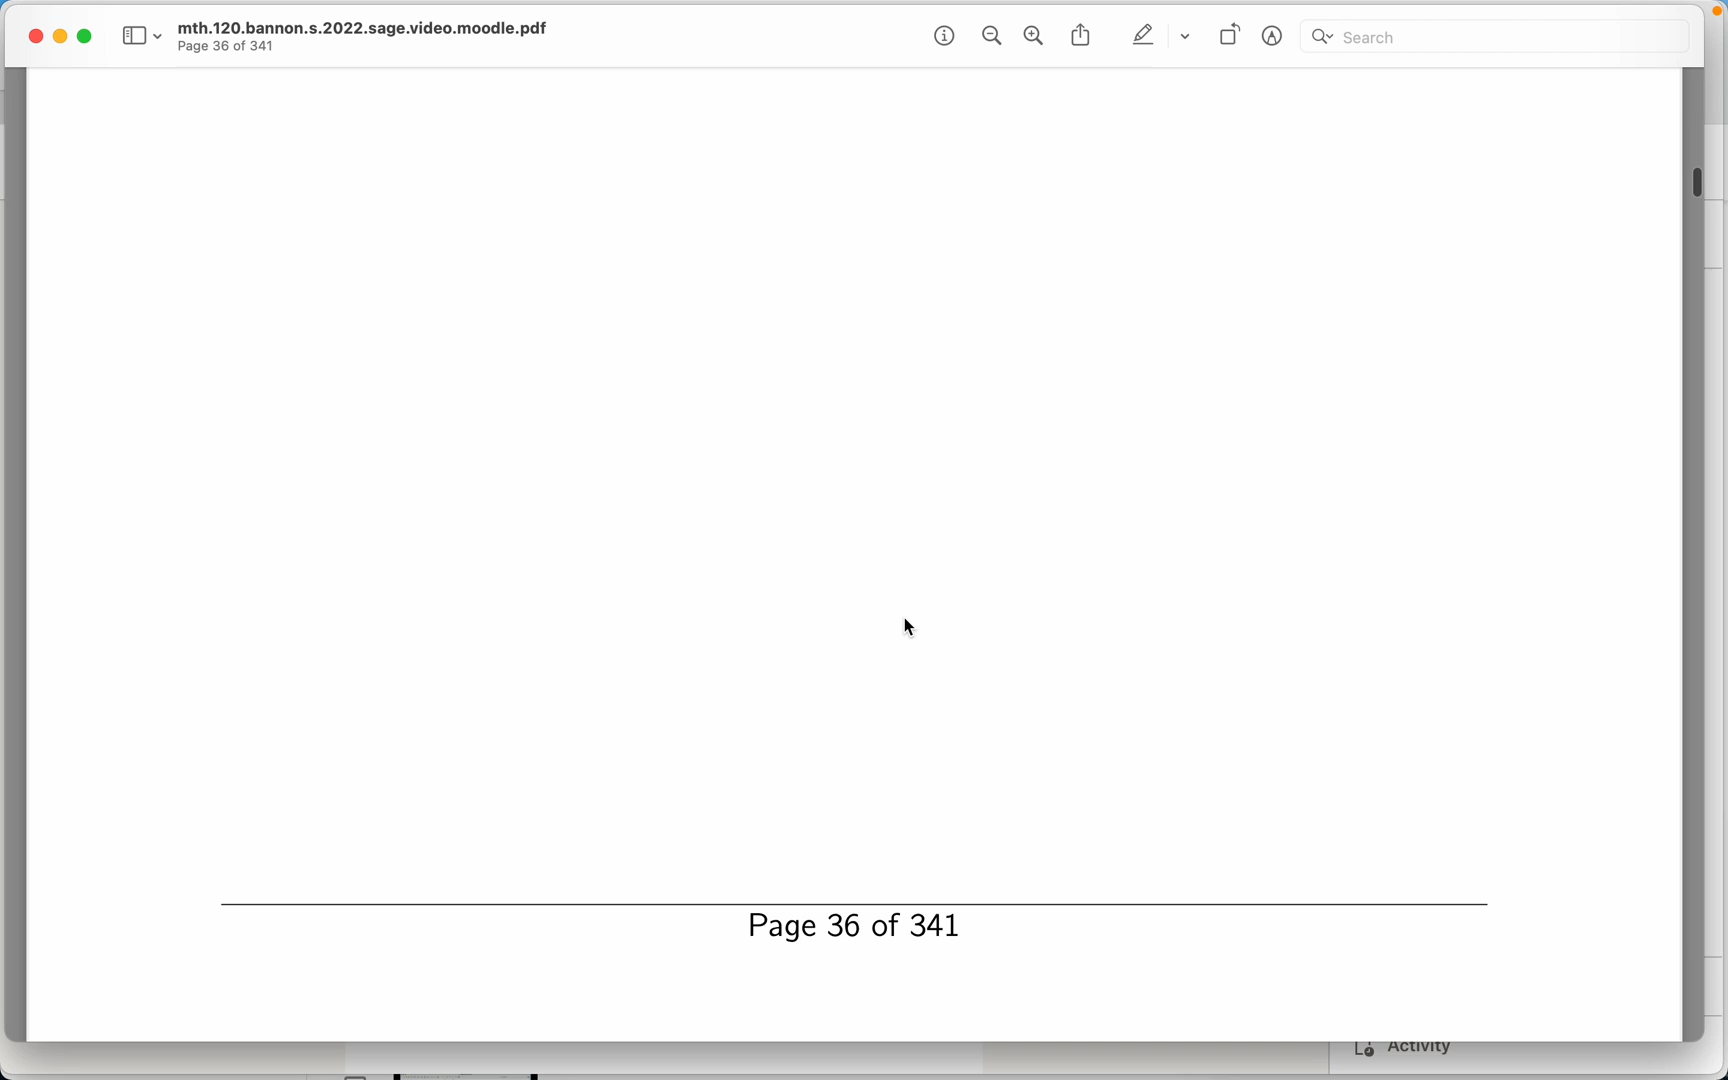 mth.120.bannon.s.2022.sage.video.moodle.pdf
Page 36 of 341
Search
Page 36 of 341
Activity